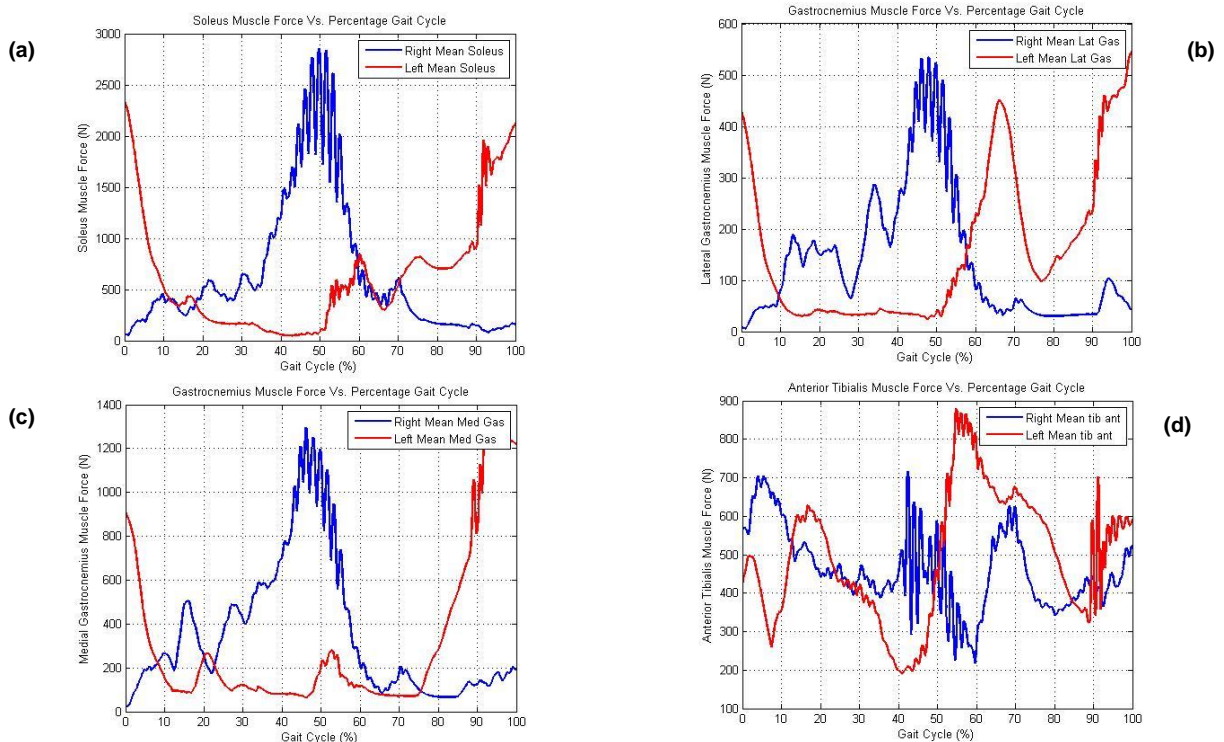 (a)
Soleus Muscle Force Vs. Percentage Gait Cycle
Soleus Muscle Force (N)
3000
2500
2000
1500
1000
500
0
Right Mean Soleus
Left Mean Soleus
0 10 20 30 40 50 60 70 80 90 100
Gait Cycle (%)
(b)
Gastrocnemius Muscle Force Vs. Percentage Gait Cycle
Lateral Gastrocnemius Muscle Force (N)
600
500
400
300
200
100
0
Right Mean Lat Gas
Left Mean Lat Gas
0 10 20 30 40 50 60 70 80 90 100
Gait Cycle (%)
(c)
Gastrocnemius Muscle Force Vs. Percentage Gait Cycle
Medial Gastrocnemius Muscle Force (N)
1400
1200
1000
800
600
400
200
0
Right Mean Med Gas
Left Mean Med Gas
0 10 20 30 40 50 60 70 80 90 100
Gait Cycle (%)
(d)
Anterior Tibialis Muscle Force Vs. Percentage Gait Cycle
Anterior Tibialis Muscle Force (N)
900
800
700
600
500
400
300
200
100
Right Mean tib ant
Left Mean tib ant
0 10 20 30 40 50 60 70 80 90 100
Gait Cycle (%)